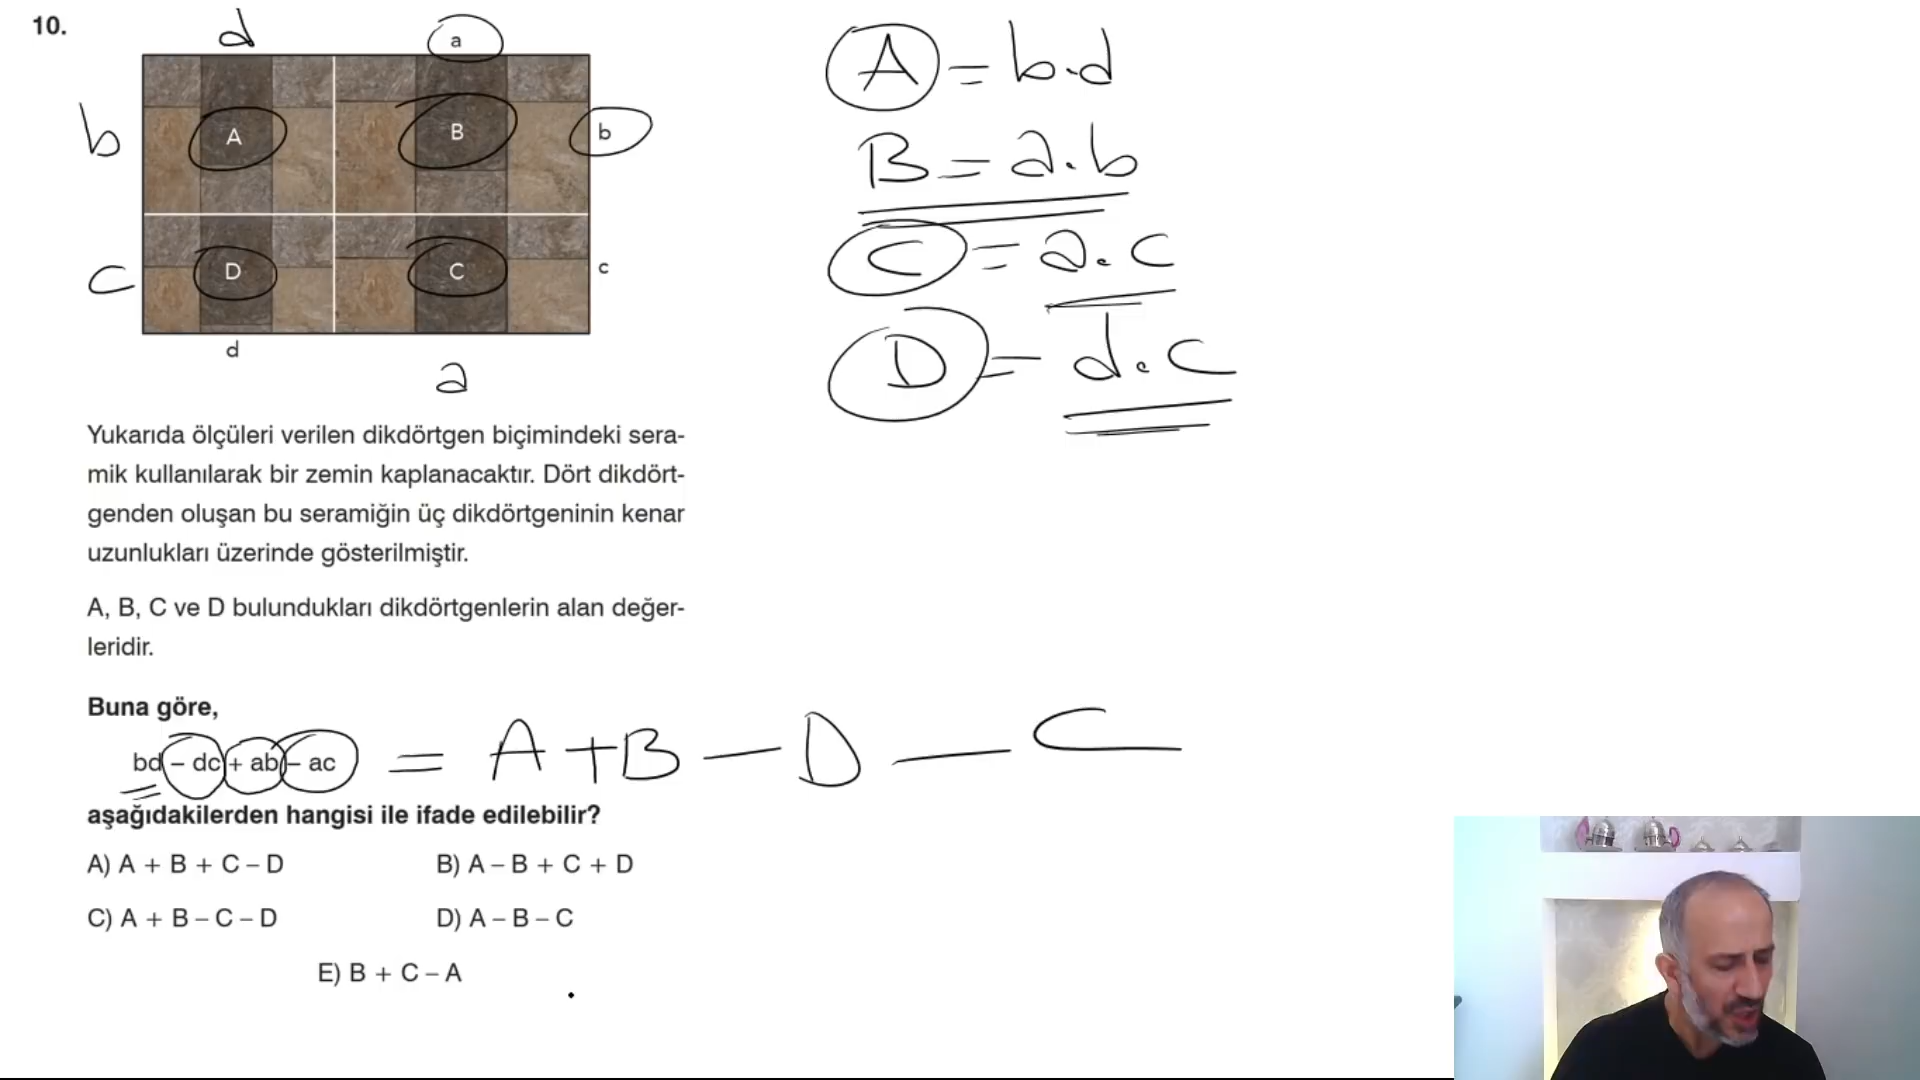 10.
d
a
b
A
B
b
c
D
C
c
d
a
Yukarıda ölçüleri verilen dikdörtgen biçimindeki sera-
mik kullanılarak bir zemin kaplanacaktır. Dört dikdört-
genden oluşan bu seramiğin üç dikdörtgeninin kenar
uzunlukları üzerinde gösterilmiştir.
A, B, C ve D bulundukları dikdörtgenlerin alan değer-
leridir.
Buna göre,
bd – dc + ab – ac = A + B – D – C
aşağıdakilerden hangisi ile ifade edilebilir?
A) A + B + C – D
B) A – B + C + D
C) A + B – C – D
D) A – B – C
E) B + C – A
A = b.d
B = a.b
C = a.c
D = d.c